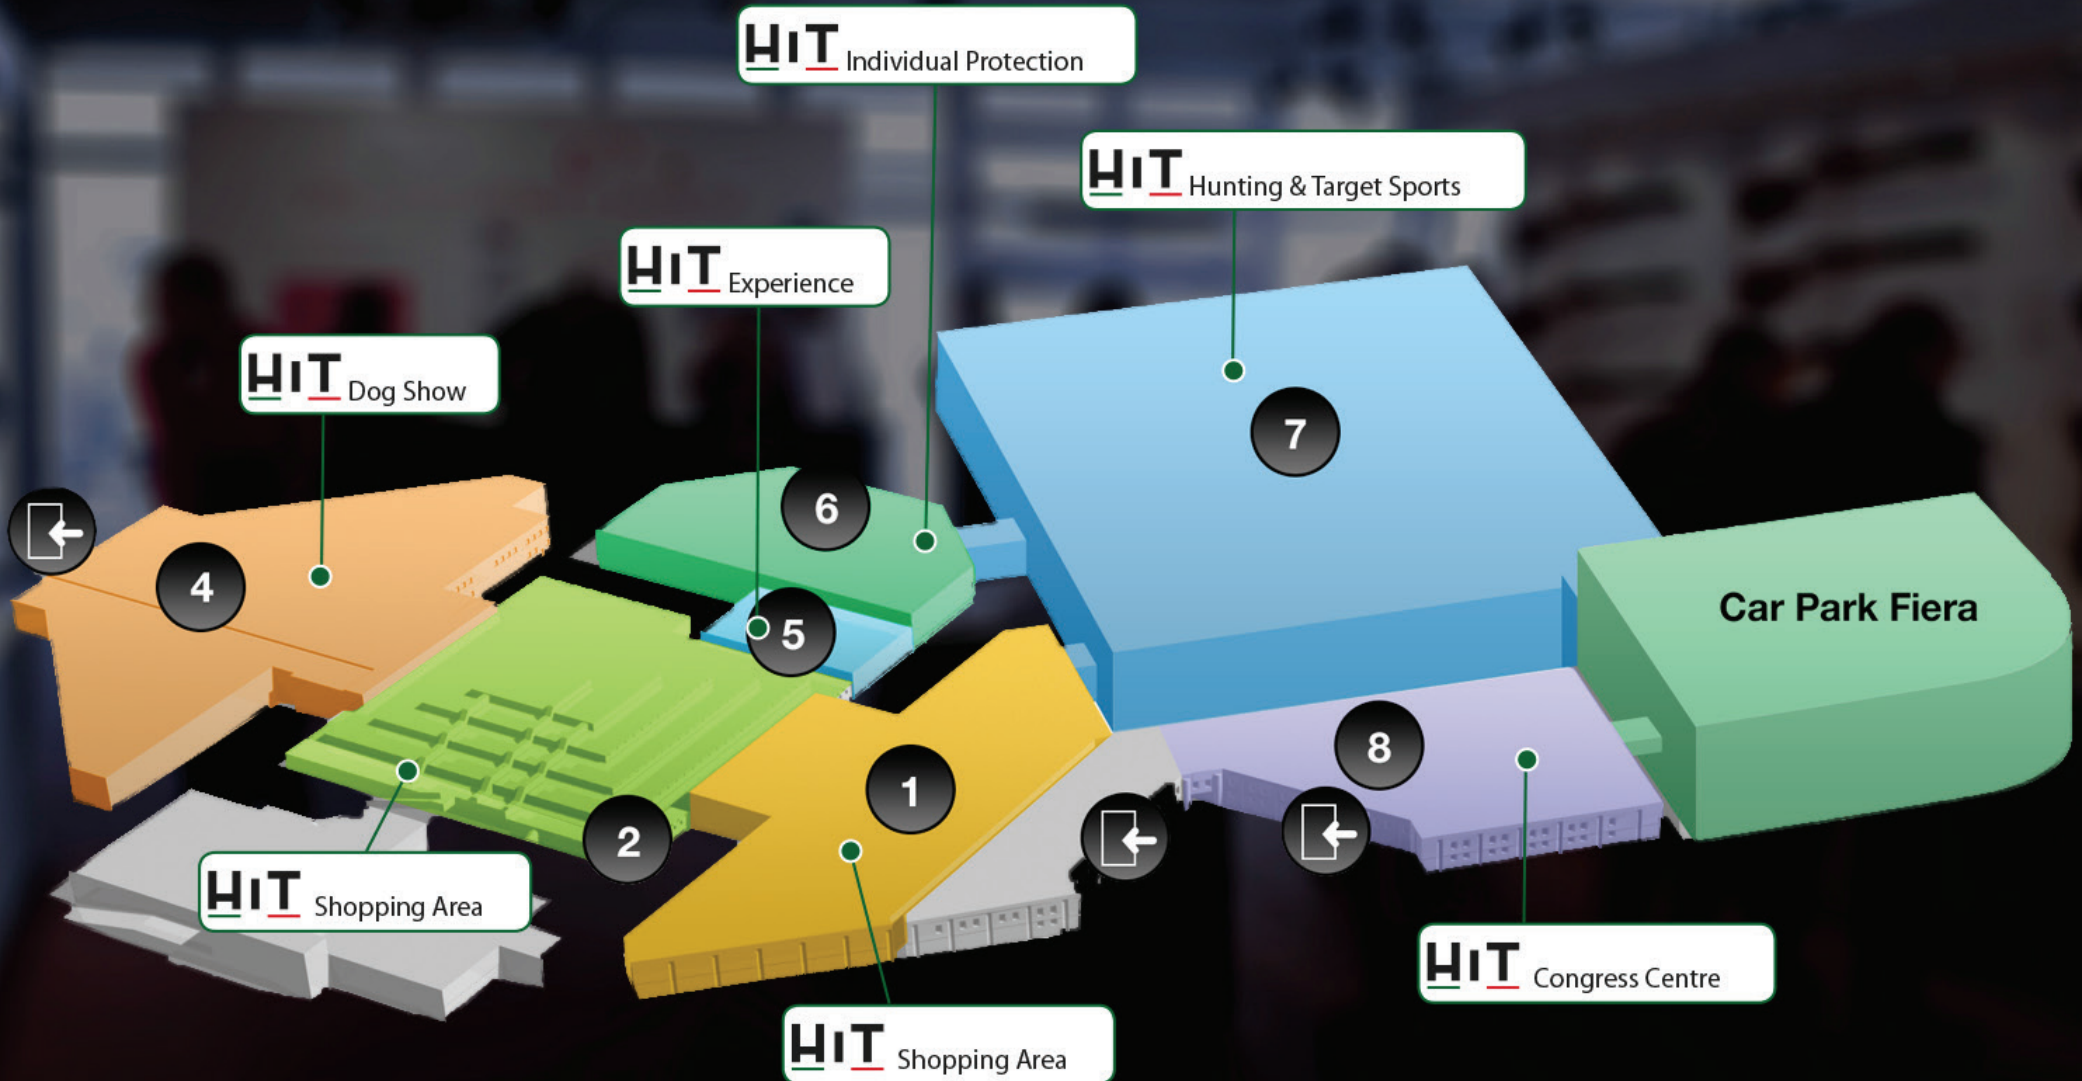 HIT Individual Protection
HIT Hunting & Target Sports
HIT Experience
HIT Dog Show
7
6
4
5
Car Park Fiera
8
1
2
HIT Shopping Area
HIT Congress Centre
HIT Shopping Area